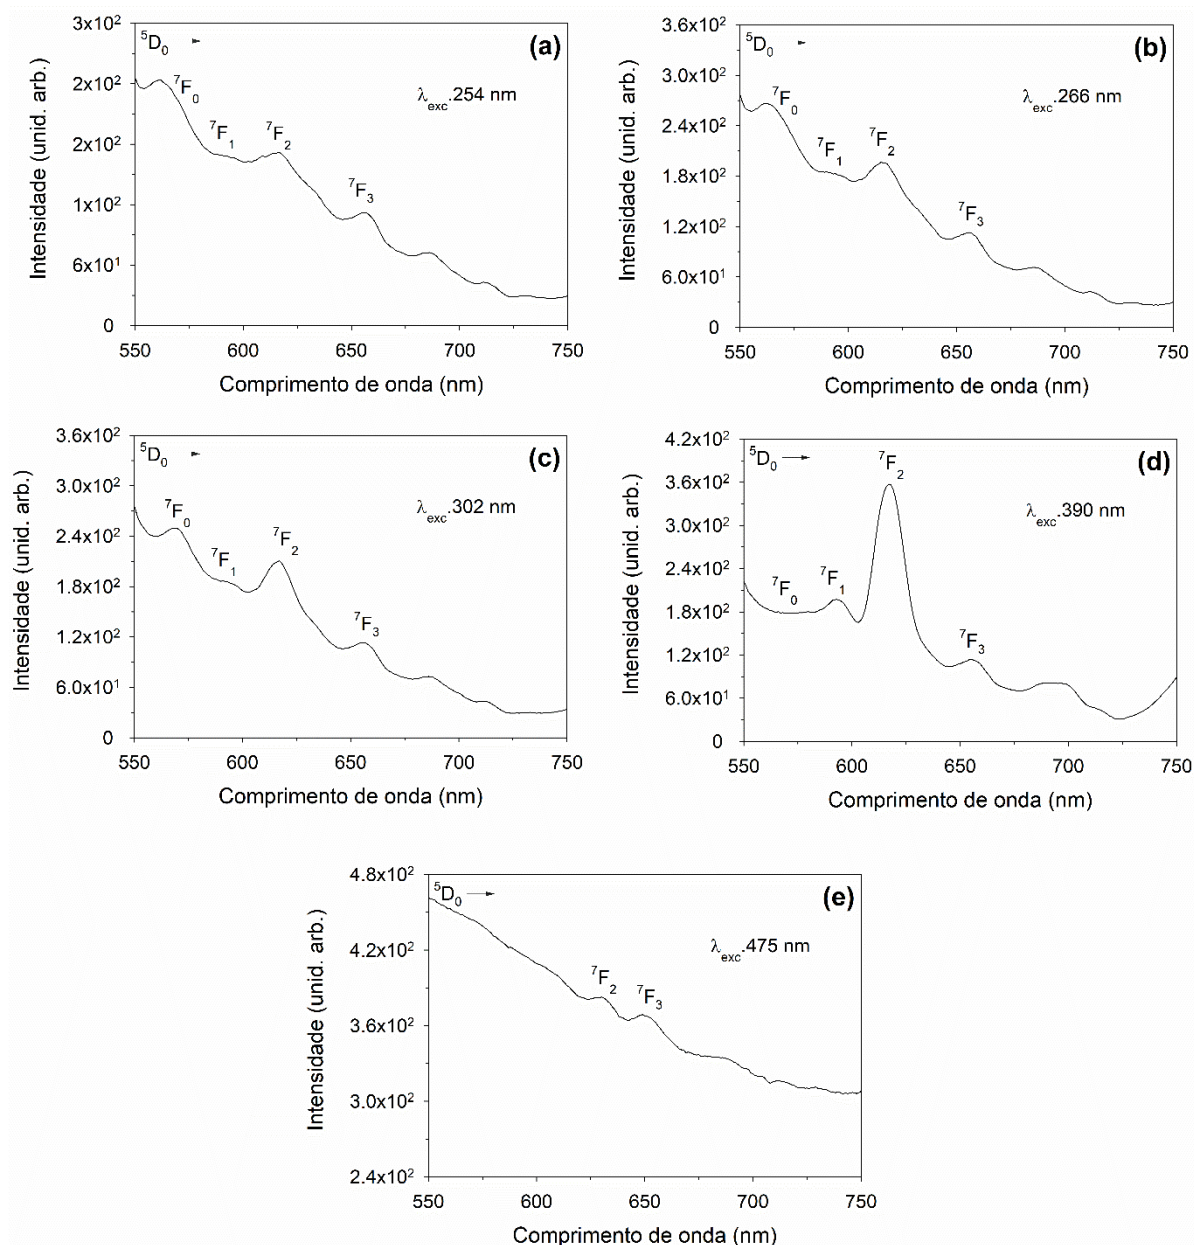 (a)
⁵D₀
⁷F₀
⁷F₁
⁷F₂
⁷F₃
λexc.254 nm
3x10²
2x10²
2x10²
1x10²
6x10¹
0
550 600 650 700 750
Intensidade (unid. arb.)
Comprimento de onda (nm)
(b)
⁵D₀
⁷F₀
⁷F₁
⁷F₂
⁷F₃
λexc.266 nm
3.6x10²
3.0x10²
2.4x10²
1.8x10²
1.2x10²
6.0x10¹
0
550 600 650 700 750
Intensidade (unid. arb.)
Comprimento de onda (nm)
(c)
⁵D₀
⁷F₀
⁷F₁
⁷F₂
⁷F₃
λexc.302 nm
3.6x10²
3.0x10²
2.4x10²
1.8x10²
1.2x10²
6.0x10¹
0
550 600 650 700 750
Intensidade (unid. arb.)
Comprimento de onda (nm)
(d)
⁵D₀
⁷F₀
⁷F₁
⁷F₂
⁷F₃
λexc.390 nm
4.2x10²
3.6x10²
3.0x10²
2.4x10²
1.8x10²
1.2x10²
6.0x10¹
0
550 600 650 700 750
Intensidade (unid. arb.)
Comprimento de onda (nm)
(e)
⁵D₀
⁷F₂
⁷F₃
λexc.475 nm
4.8x10²
4.2x10²
3.6x10²
3.0x10²
2.4x10²
550 600 650 700 750
Intensidade (unid. arb.)
Comprimento de onda (nm)